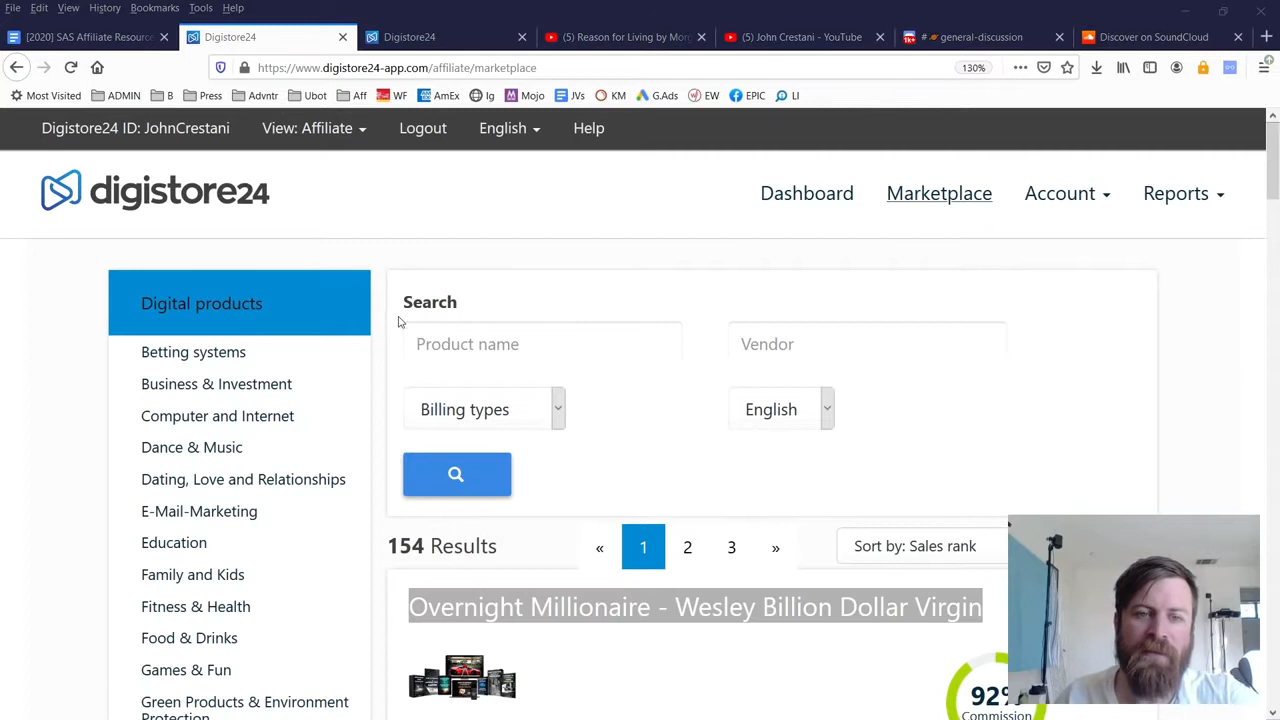 File Edit View History Bookmarks Tools Help
[2020] SAS Affiliate Resource
Digistore24
Digistore24
(5) Reason for Living by Mor
(5) John Crestani - YouTube
general-discussion
Discover on SoundCloud
https://www.digistore24-app.com/affiliate/marketplace
130%
Most Visited ADMIN B Press Advntr Ubot Aff WF AmEx Ig Mojo JVs KM G.Ads EW EPIC LI
Digistore24 ID: JohnCrestani View: Affiliate Logout English Help
digistore24
Dashboard Marketplace Account Reports
Digital products
Betting systems
Business & Investment
Computer and Internet
Dance & Music
Dating, Love and Relationships
E-Mail-Marketing
Education
Family and Kids
Fitness & Health
Food & Drinks
Games & Fun
Green Products & Environment
Protection
Search
Product name Vendor
Billing types English
154 Results « 1 2 3 » Sort by: Sales rank
Overnight Millionaire - Wesley Billion Dollar Virgin
92%
Commission